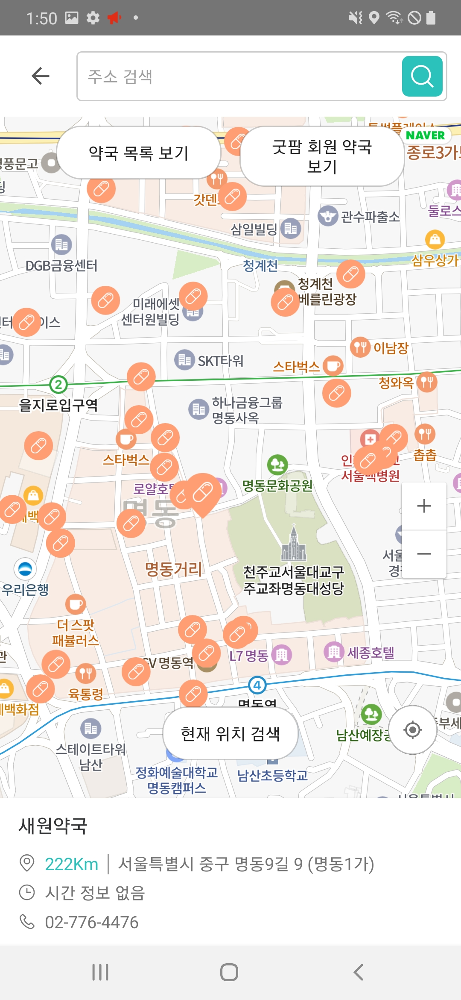 1:50
주소 검색
약국 목록 보기
굿팜 회원 약국
보기
NAVER
종로3가
갓덴
관수파출소
둘로스
삼일빌딩
DGB금융센터
청계천
삼우상가
청계천
베를린광장
미래에셋
센터원빌딩
이스
이남장
SKT타워
스타벅스
청와옥
2
을지로입구역
하나금융그룹
명동사옥
스타벅스
촙촙
서울백병원
로얄호텔
명동문화공원
명동
+
−
서울
명동거리
천주교서울대교구
주교좌명동대성당
우리은행
더 스팟
패뷸러스
L7 명동
세종호텔
명동역
육통령
4
명동역
백화점
현재 위치 검색
남산예장공
스테이트타워
남산
정화예술대학교
명동캠퍼스
남산초등학교
새원약국
222Km | 서울특별시 중구 명동9길 9 (명동1가)
시간 정보 없음
02-776-4476